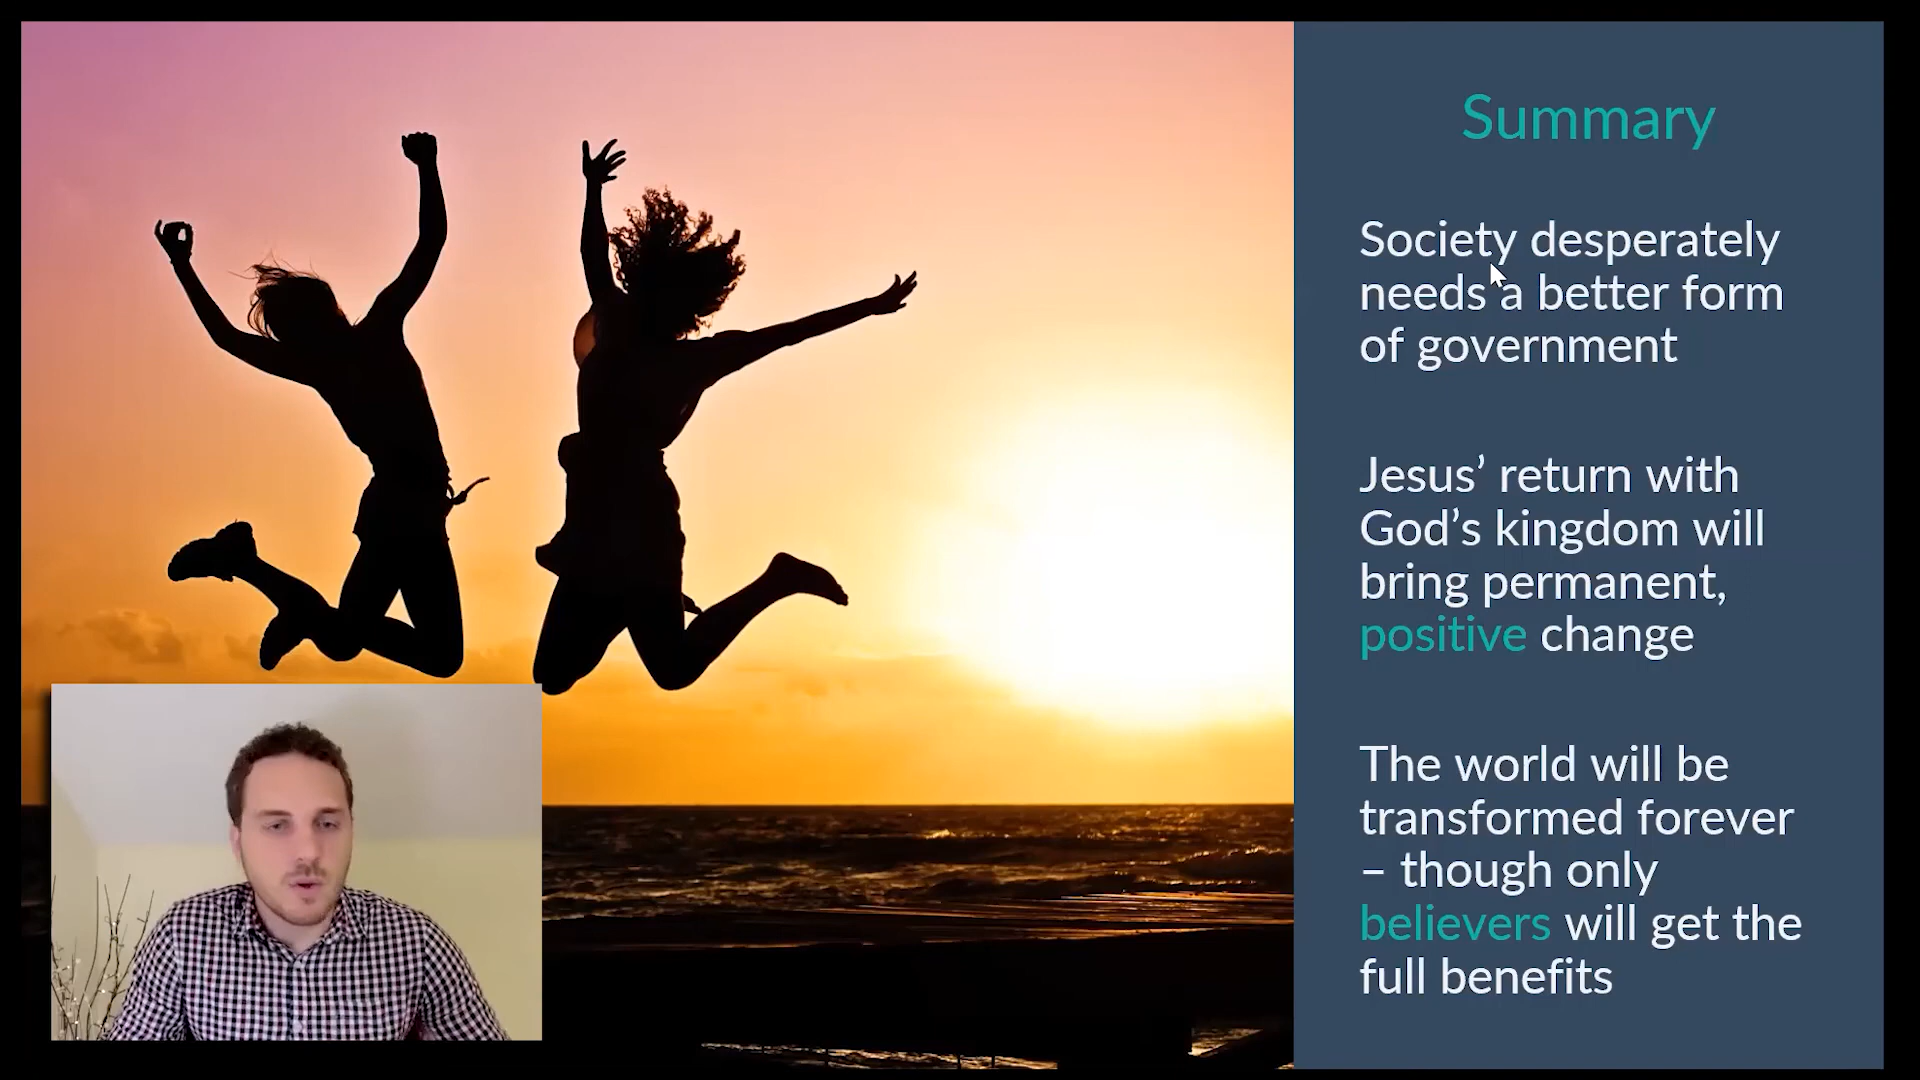 Summary
Society desperately
needs a better form
of government
Jesus’ return with
God’s kingdom will
bring permanent,
positive change
The world will be
transformed forever
– though only
believers will get the
full benefits